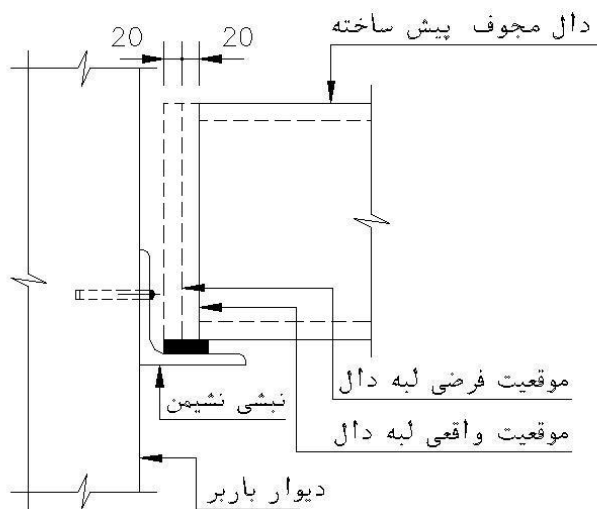 20 20
دال مجوف پیش ساخته
موقعیت فرضی لبه دال
نبشی نشیمن
موقعیت واقعی لبه دال
دیوار باربر